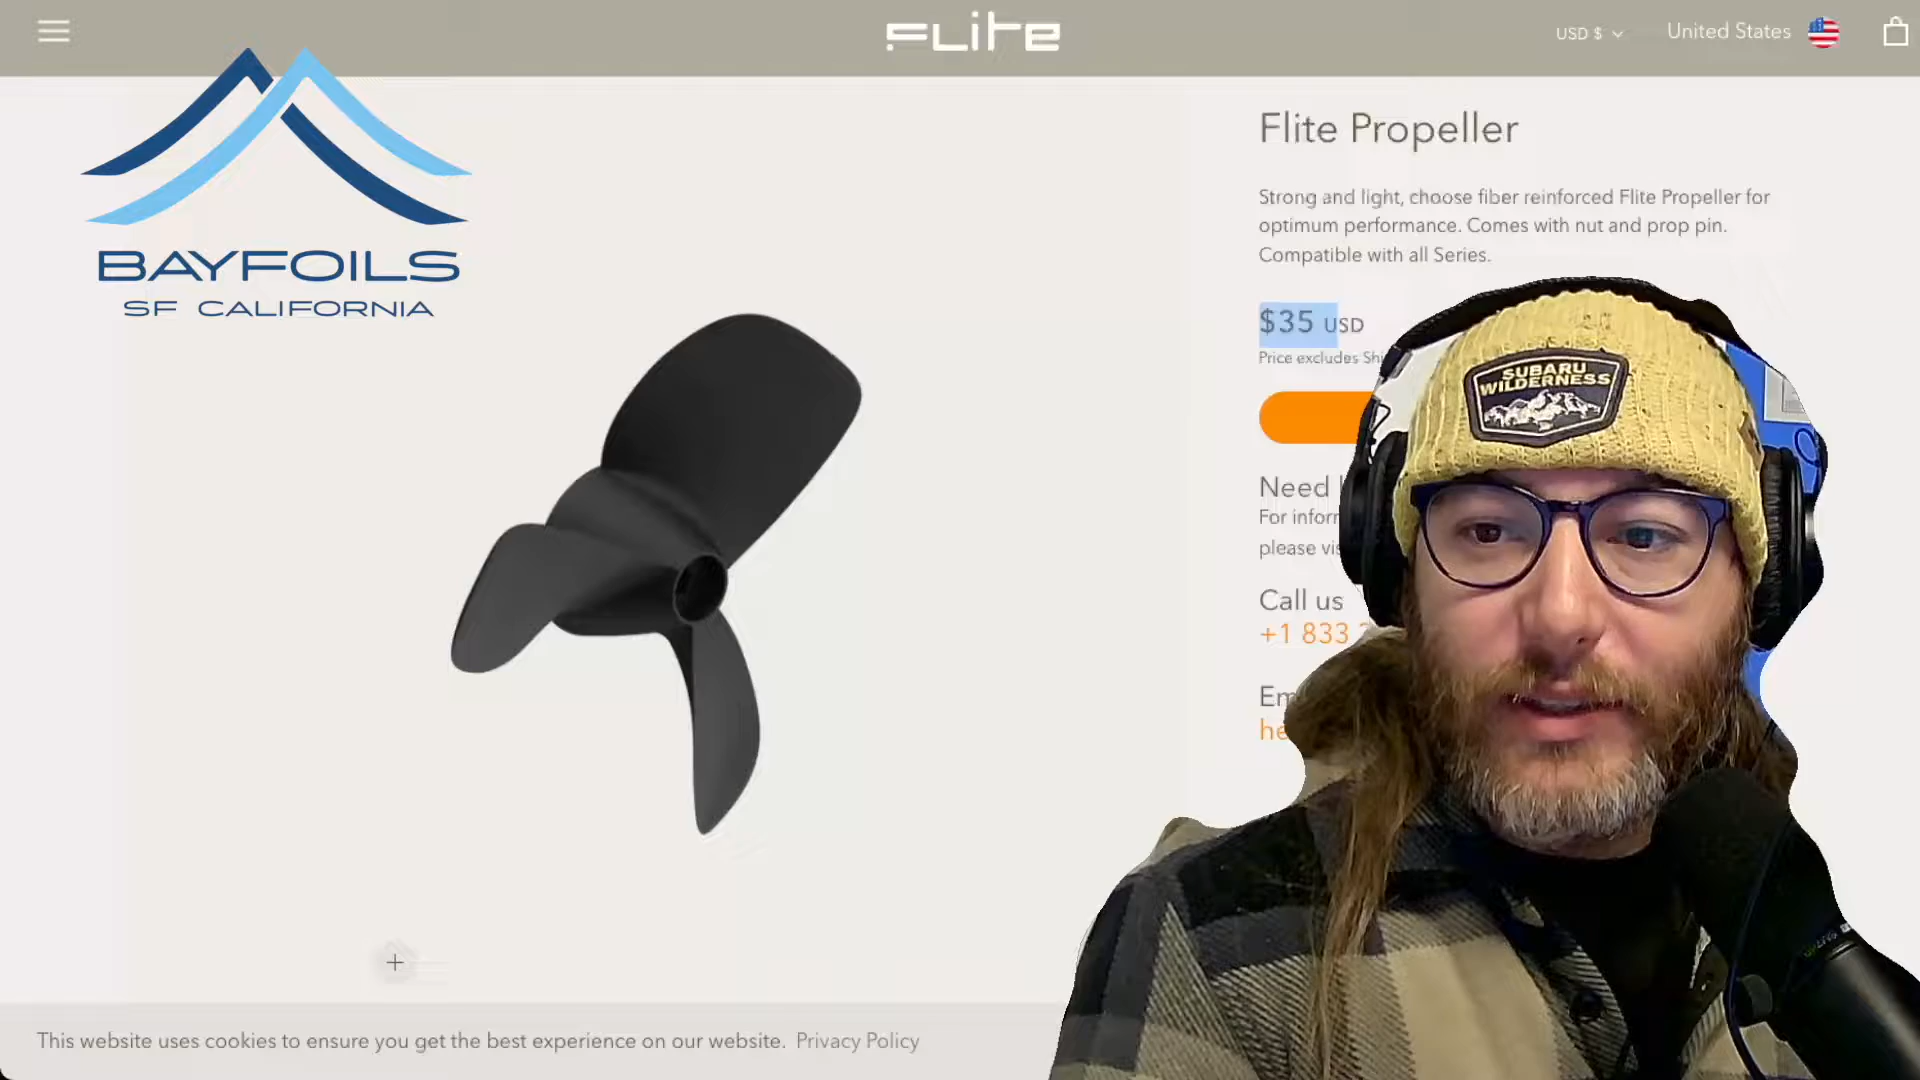 FLITE
USD $
United States
BAYFOILS
SF CALIFORNIA
Flite Propeller
Strong and light, choose fiber reinforced Flite Propeller for
optimum performance. Comes with nut and prop pin.
Compatible with all Series.
$35 USD
Price excludes
SUBARU
WILDERNESS
Need
For
please
Call us
+1 833
This website uses cookies to ensure you get the best experience on our website. Privacy Policy